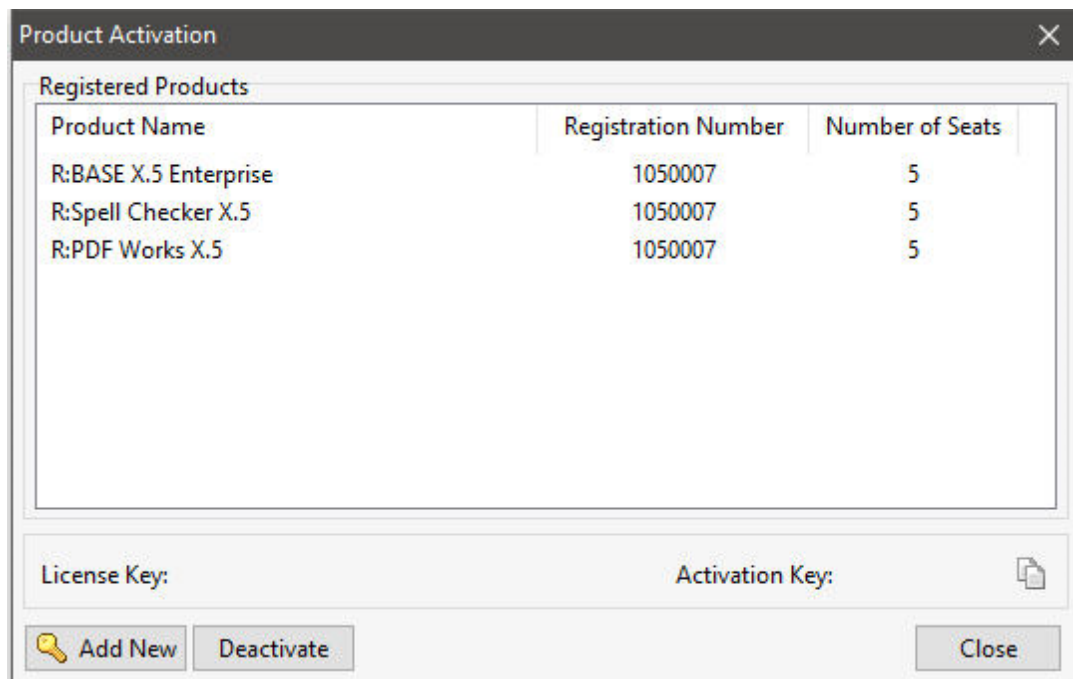 Product Activation
Registered Products
Product Name Registration Number Number of Seats
R:BASE X.5 Enterprise 1050007 5
R:Spell Checker X.5 1050007 5
R:PDF Works X.5 1050007 5
License Key: Activation Key:
Add New Deactivate Close